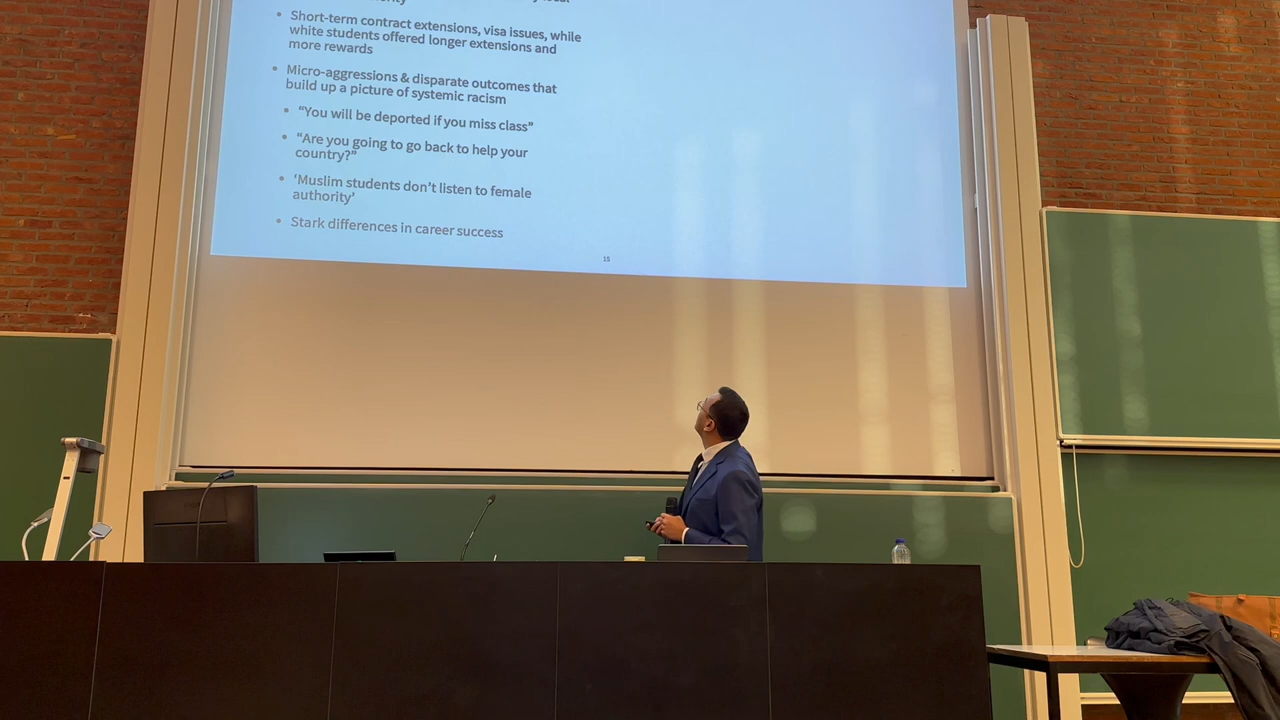 Short-term contract extensions, visa issues, while
white students offered longer extensions and
more rewards
Micro-aggressions & disparate outcomes that
build up a picture of systemic racism
“You will be deported if you miss class”
“Are you going to go back to help your
country?”
‘Muslim students don’t listen to female
authority’
Stark differences in career success
15